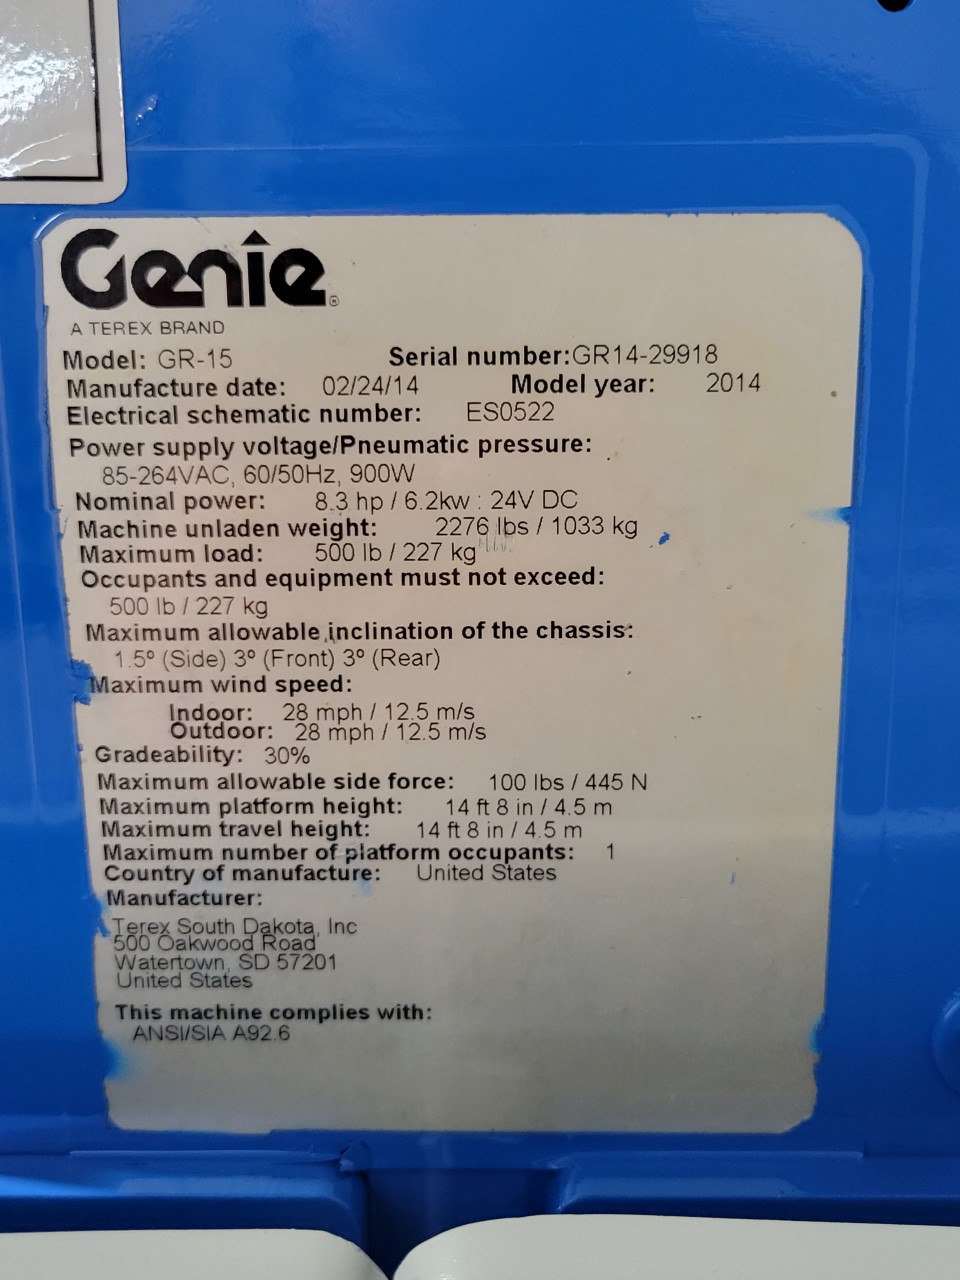 Genie®
A TEREX BRAND
Model: GR-15 Serial number:GR14-29918
Manufacture date: 02/24/14 Model year: 2014
Electrical schematic number: ES0522
Power supply voltage/Pneumatic pressure:
85-264VAC, 60/50Hz, 900W
Nominal power: 8.3 hp / 6.2kw : 24V DC
Machine unladen weight: 2276 lbs / 1033 kg
Maximum load: 500 lb / 227 kg
Occupants and equipment must not exceed:
500 lb / 227 kg
Maximum allowable inclination of the chassis:
1.5º (Side) 3º (Front) 3º (Rear)
Maximum wind speed:
Indoor: 28 mph / 12.5 m/s
Outdoor: 28 mph / 12.5 m/s
Gradeability: 30%
Maximum allowable side force: 100 lbs / 445 N
Maximum platform height: 14 ft 8 in / 4.5 m
Maximum travel height: 14 ft 8 in / 4.5 m
Maximum number of platform occupants: 1
Country of manufacture: United States
Manufacturer:
Terex South Dakota, Inc
500 Oakwood Road
Watertown, SD 57201
United States
This machine complies with:
ANSI/SIA A92.6